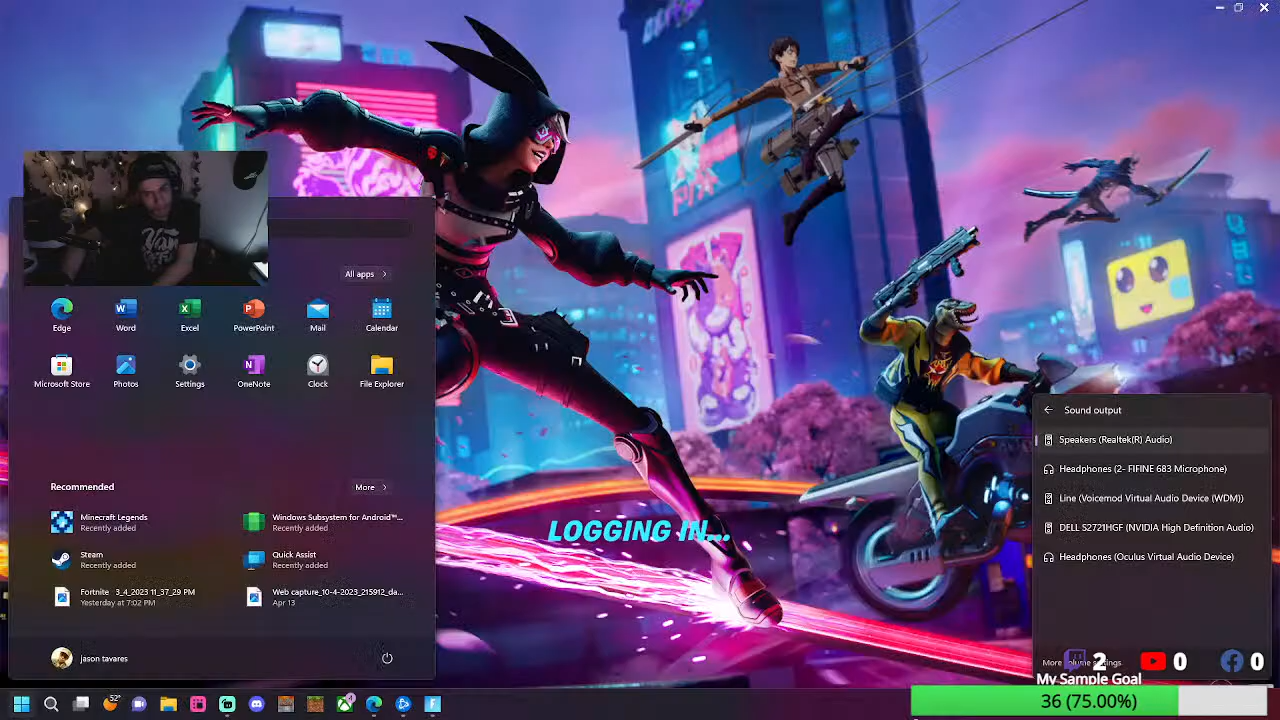 All apps
Edge
Word
Excel
PowerPoint
Mail
Calendar
Microsoft Store
Photos
Settings
OneNote
Clock
File Explorer
Recommended
More
Minecraft Legends
Recently added
Windows Subsystem for Android™...
Recently added
Steam
Recently added
Quick Assist
Recently added
Fortnite 3_4_2023 11_37_29 PM
Yesterday at 7:02 PM
Web capture_10-4-2023_215912_da...
Apr 13
jason tavares
LOGGING IN...
Sound output
Speakers (Realtek(R) Audio)
Headphones (2- FIFINE 683 Microphone)
Line (Voicemod Virtual Audio Device (WDM))
DELL S2721HGF (NVIDIA High Definition Audio)
Headphones (Oculus Virtual Audio Device)
More volume settings
2
0
0
My Sample Goal
36 (75.00%)
52°